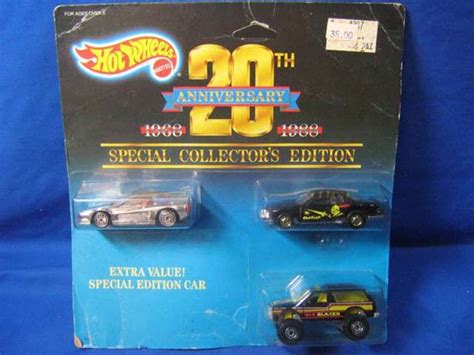 FOR AGES OVER 3
Hot Wheels
MATTEL
20TH
ANNIVERSARY
1968 1988
SPECIAL COLLECTOR'S EDITION
35.00
EXTRA VALUE!
SPECIAL EDITION CAR
BLAZER